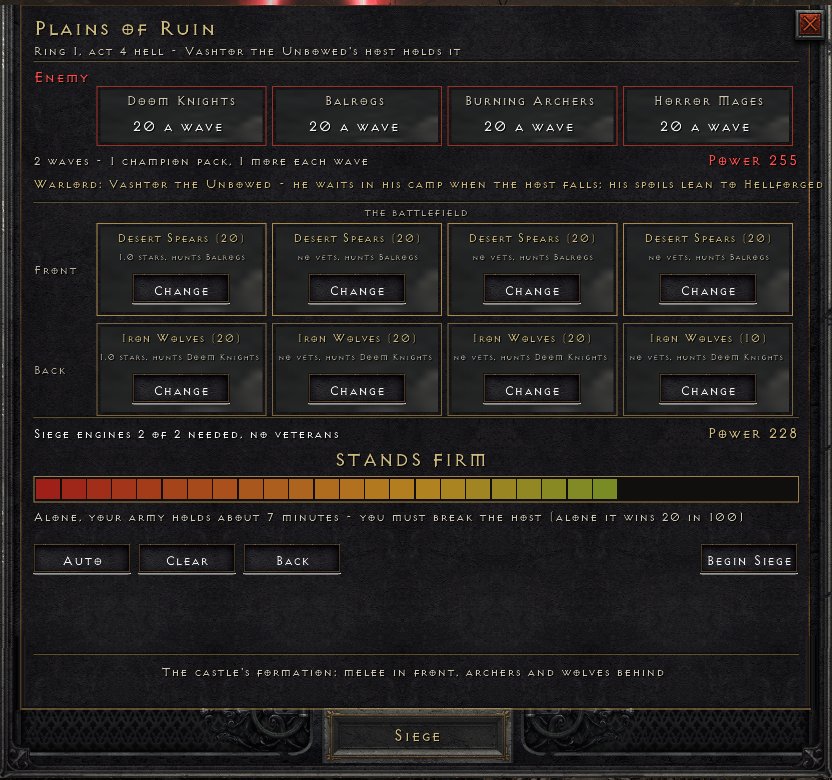 Plains of Ruin
Ring 1, act 4 hell - Vashtor the Unbowed's host holds it
Enemy
Doom Knights Balrogs Burning Archers Horror Mages
20 a wave 20 a wave 20 a wave 20 a wave
2 waves - 1 champion pack, 1 more each wave Power 255
Warlord: Vashtor the Unbowed - he waits in his camp when the host falls; his spoils lean to Hellforged
the battlefield
Desert Spears (20) Desert Spears (20) Desert Spears (20) Desert Spears (20)
1.0 stars, hunts Balrogs no vets, hunts Balrogs no vets, hunts Balrogs no vets, hunts Balrogs
Front
Change Change Change Change
Iron Wolves (20) Iron Wolves (20) Iron Wolves (20) Iron Wolves (10)
1.0 stars, hunts Doom Knights no vets, hunts Doom Knights no vets, hunts Doom Knights no vets, hunts Doom Knights
Back
Change Change Change Change
Siege engines 2 of 2 needed, no veterans Power 228
STANDS FIRM
Alone, your army holds about 7 minutes - you must break the host (alone it wins 20 in 100)
Auto Clear Back Begin Siege
The castle's formation: melee in front, archers and wolves behind
Siege